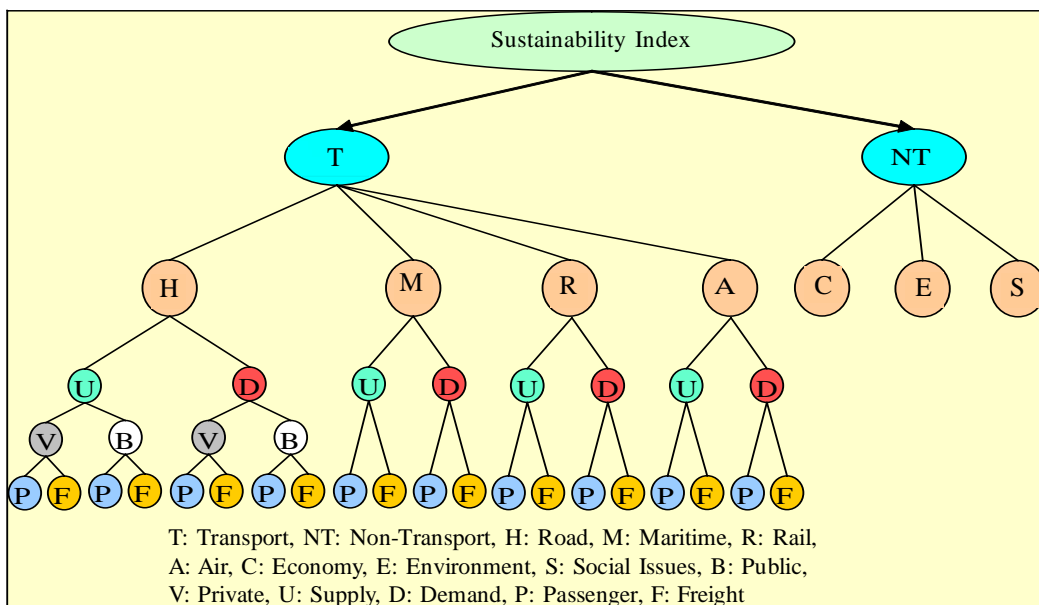 Sustainability Index
T NT
H M R A C E S
U D U D U D U D
V B V B
P F P F P F P F P F P F P F P F P F P F
T: Transport, NT: Non-Transport, H: Road, M: Maritime, R: Rail,
A: Air, C: Economy, E: Environment, S: Social Issues, B: Public,
V: Private, U: Supply, D: Demand, P: Passenger, F: Freight